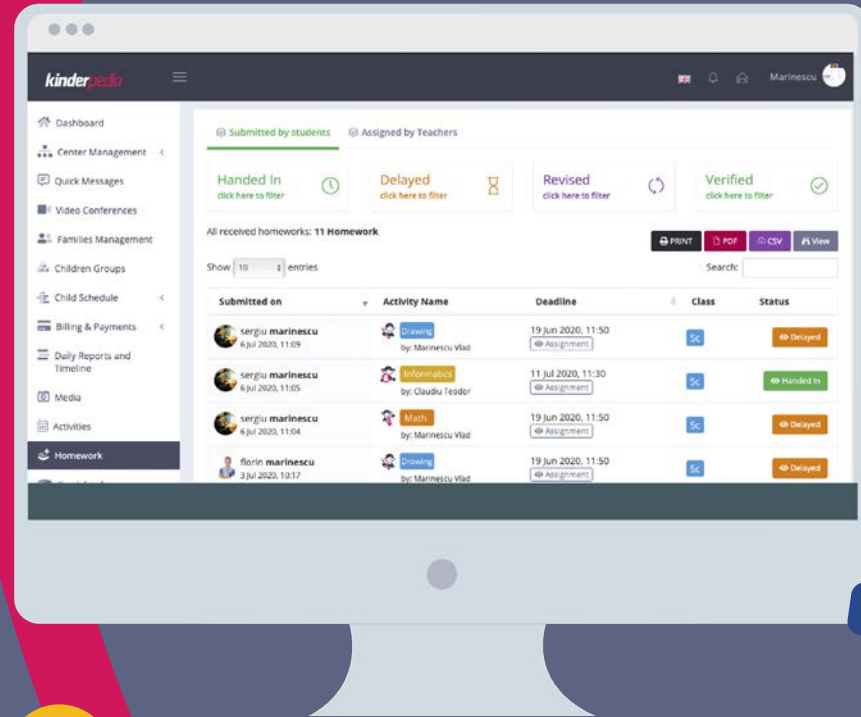 kinderpedia
Marinescu
Dashboard
Center Management
Quick Messages
Video Conferences
Families Management
Children Groups
Child Schedule
Billing & Payments
Daily Reports and
Timeline
Media
Activities
Homework
Submitted by students
Assigned by Teachers
Handed In
click here to filter
Delayed
click here to filter
Revised
click here to filter
Verified
click here to filter
All received homeworks: 11 Homework
PRINT PDF CSV View
Show 10 entries
Search:
Submitted on Activity Name Deadline Class Status
sergiu marinescu Drawing 19 Jun 2020, 11:50 5c Delayed
6 Jul 2020, 11:09 by: Marinescu Vlad Assignment
sergiu marinescu Informatics 11 Jul 2020, 11:30 5c Handed In
6 Jul 2020, 11:05 by: Claudiu Teodor Assignment
sergiu marinescu Math 19 Jun 2020, 11:50 5c Delayed
6 Jul 2020, 11:04 by: Marinescu Vlad Assignment
florin marinescu Drawing 19 Jun 2020, 11:50 5c Delayed
3 Jul 2020, 10:17 by: Marinescu Vlad Assignment